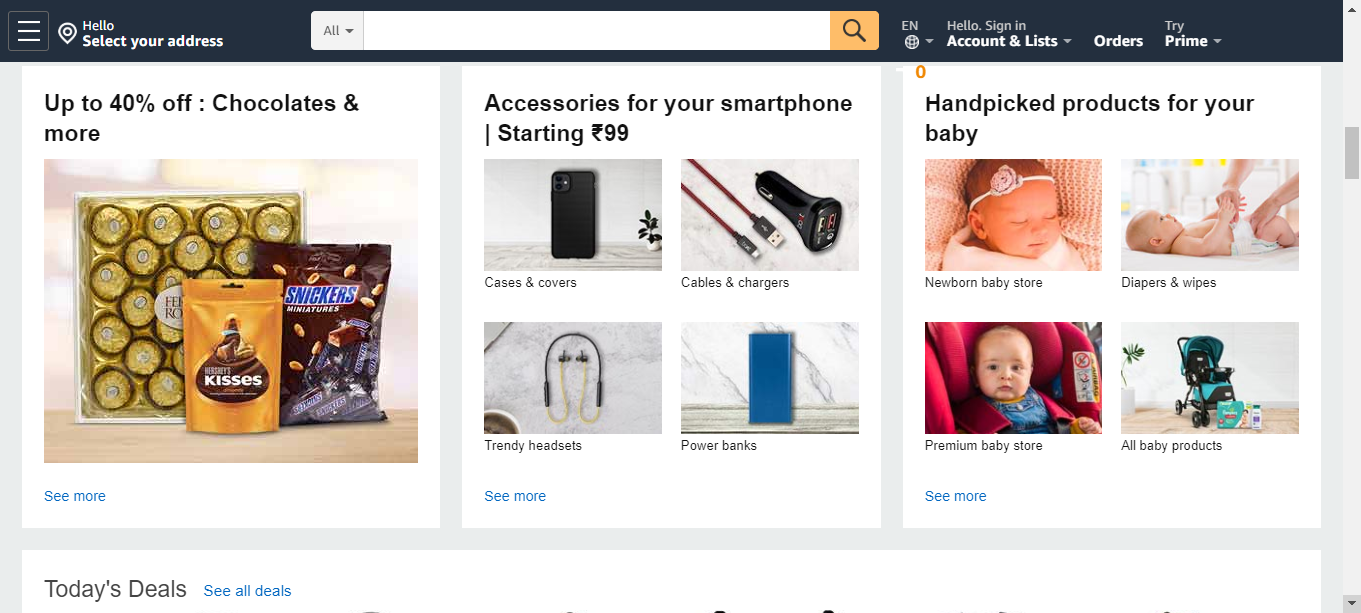 Hello
Select your address
All
EN
Hello. Sign in
Account & Lists
Orders
Try
Prime
0
Up to 40% off : Chocolates &
more
SNICKERS
MINIATURES
HERSHEY'S
KISSES
See more
Accessories for your smartphone
| Starting ₹99
Cases & covers
Cables & chargers
Trendy headsets
Power banks
See more
Handpicked products for your
baby
Newborn baby store
Diapers & wipes
Premium baby store
All baby products
See more
Today's Deals
See all deals